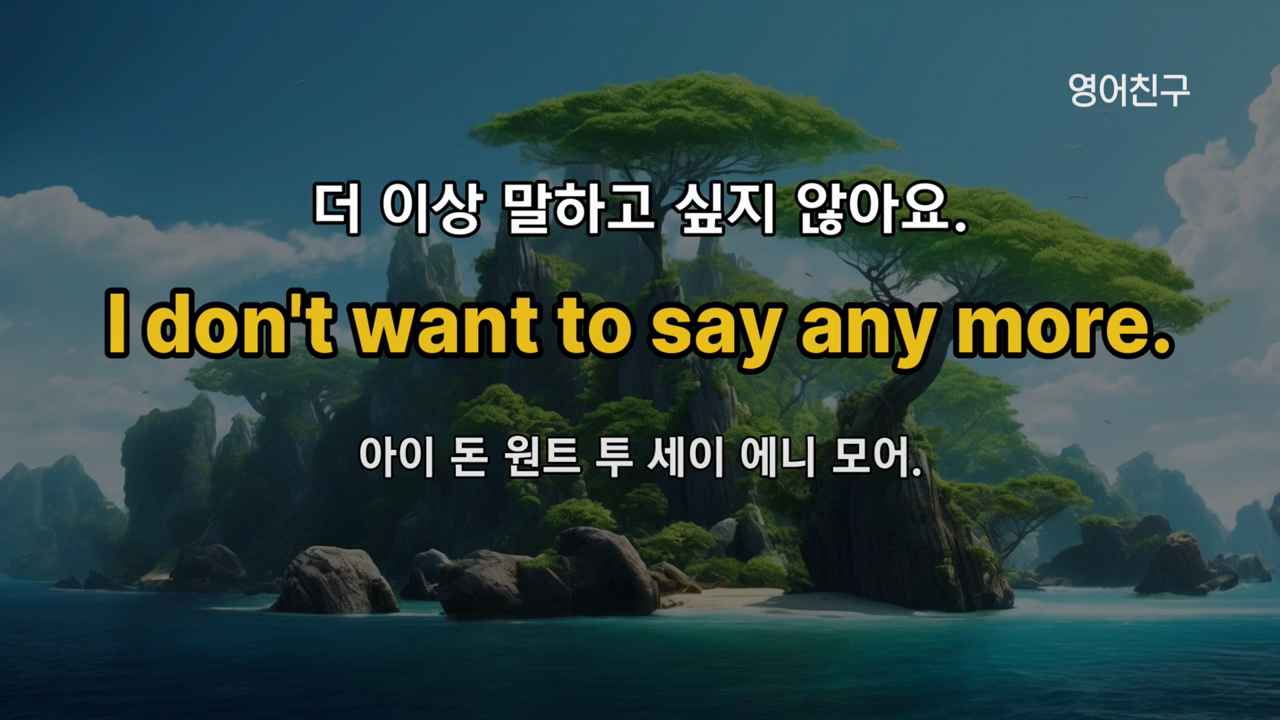 영어친구
더 이상 말하고 싶지 않아요.
I don't want to say any more.
아이 돈 원트 투 세이 에니 모어.